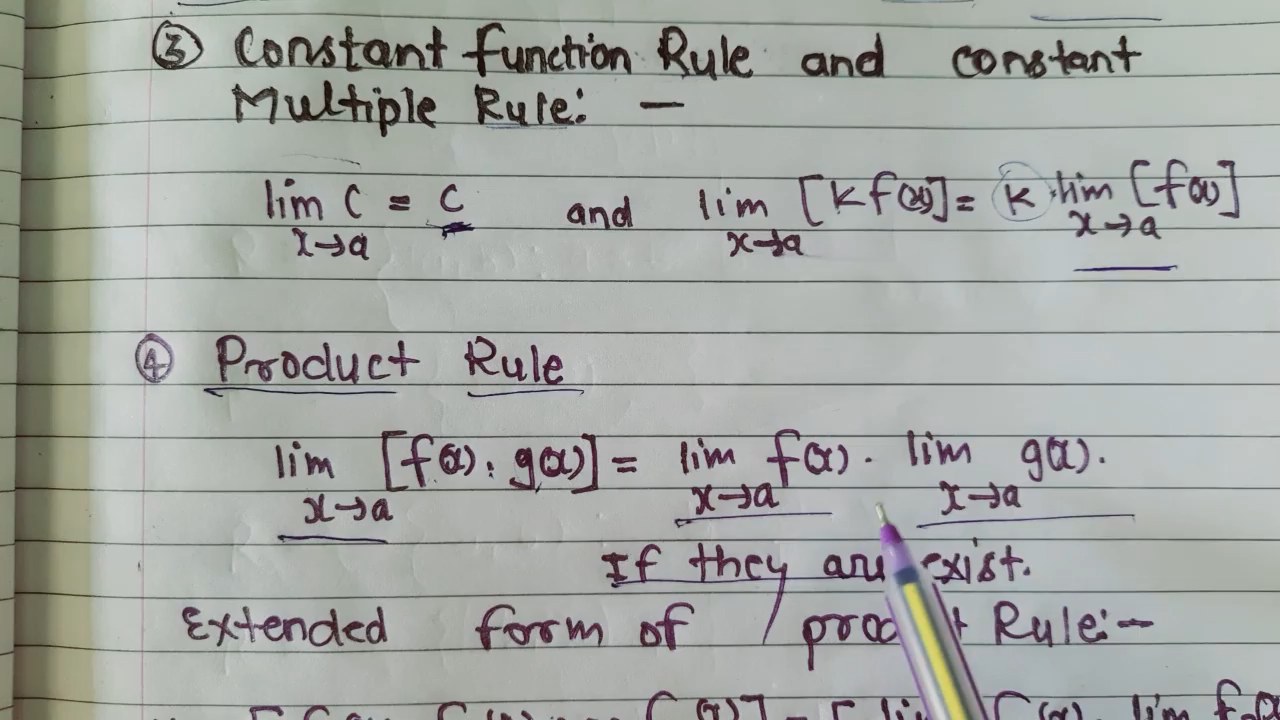 ③ Constant function Rule and constant
Multiple Rule: —
lim x→a C = C and lim x→a [k f(x)] = k lim x→a [f(x)]
④ Product Rule
lim x→a [f(x) . g(x)] = lim x→a f(x) . lim x→a g(x).
If they are exist.
Extended form of product Rule:-